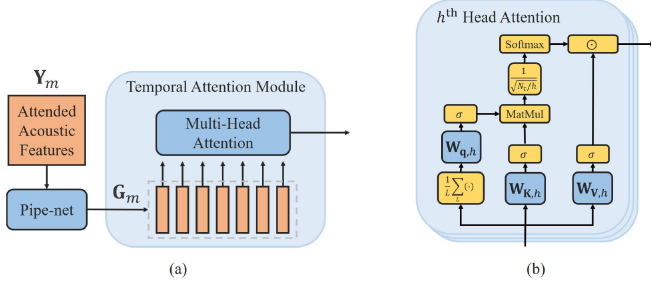 Y_m
Attended
Acoustic
Features
Pipe-net
G_m
Temporal Attention Module
Multi-Head
Attention
(a)
h^th Head Attention
Softmax
⊙
1/√(N_t/h)
σ
MatMul
W_q,h
σ
σ
1/L ∑_L (·)
W_K,h
W_V,h
(b)